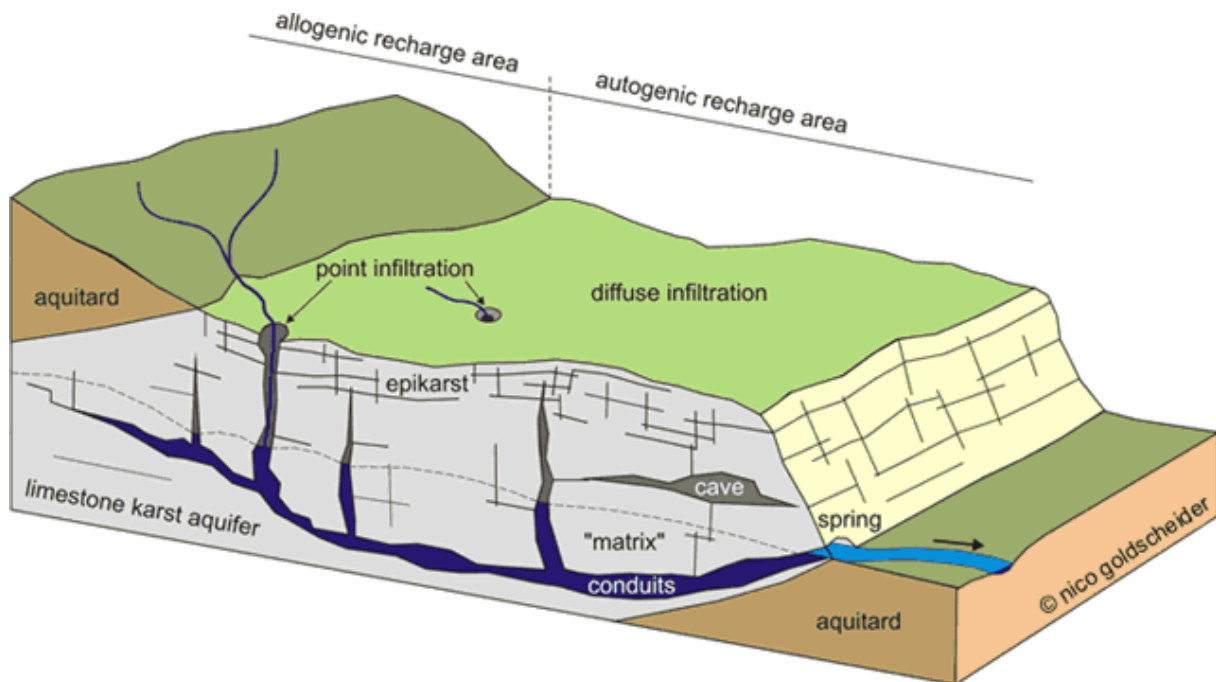 allogenic recharge area
autogenic recharge area
aquitard
point infiltration
diffuse infiltration
epikarst
limestone karst aquifer
cave
spring
"matrix"
conduits
aquitard
© nico goldscheider